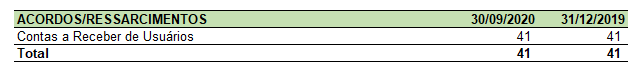 ACORDOS/RESSARCIMENTOS 30/09/2020 31/12/2019
Contas a Receber de Usuários 41 41
Total 41 41